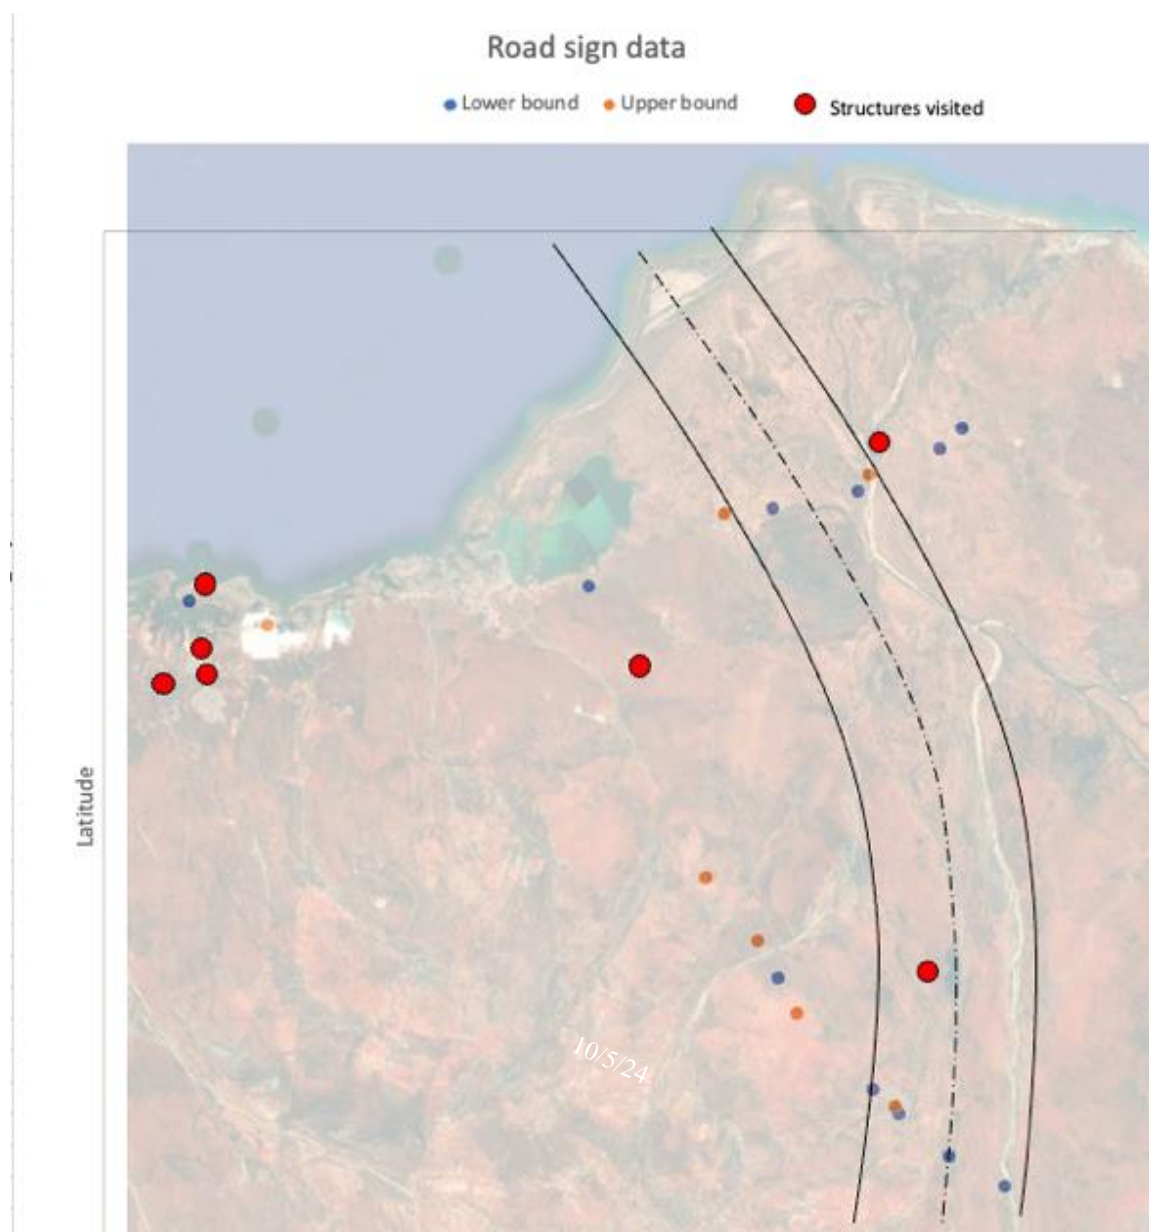 Road sign data
Lower bound Upper bound Structures visited
Latitude
10/5/24